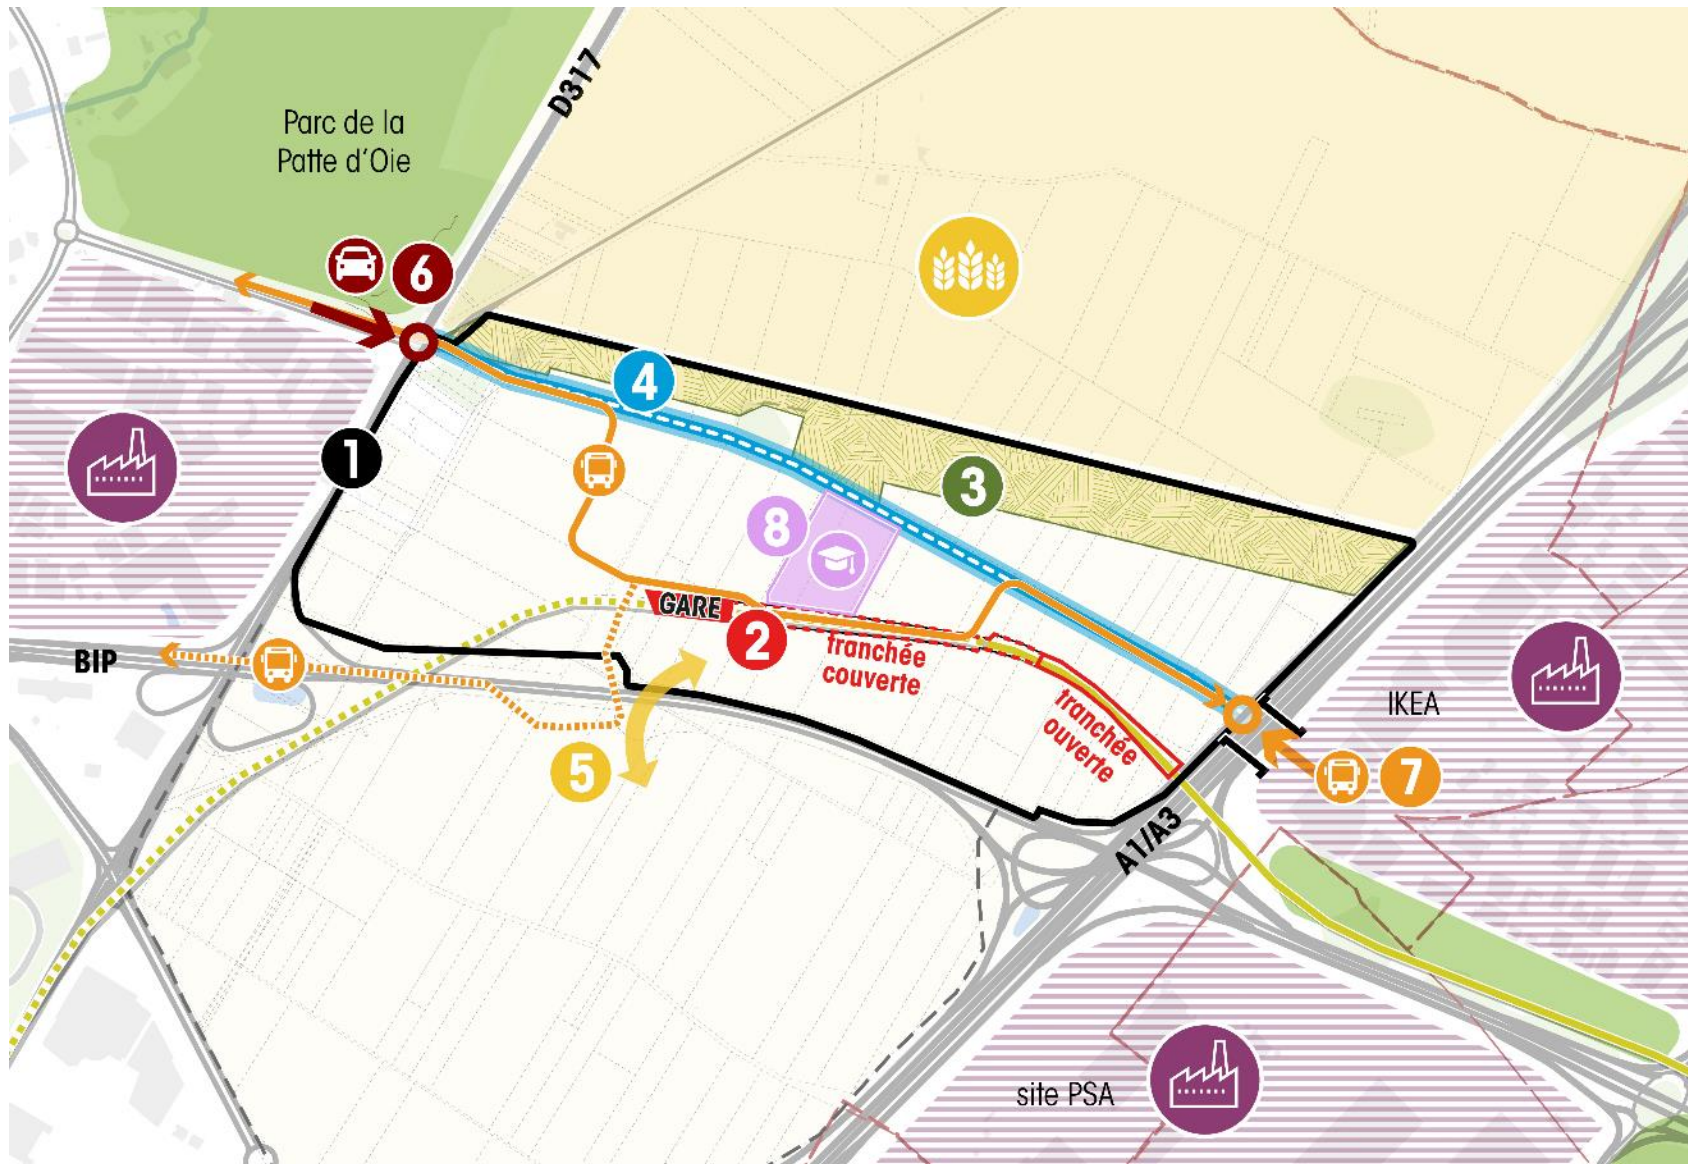 D317
Parc de la
Patte d'Oie
6
4
1
3
8
GARE
2
tranchée
couverte
BIP
tranchée
ouverte
IKEA
5
7
A1/A3
site PSA